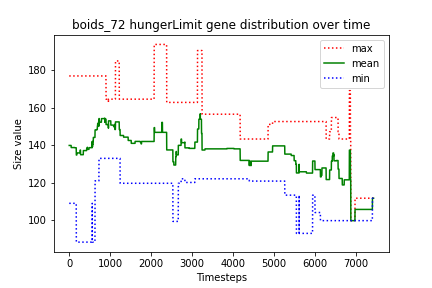 boids_72 hungerLimit gene distribution over time
max
mean
min
Size value
180
160
140
120
100
0 1000 2000 3000 4000 5000 6000 7000
Timesteps